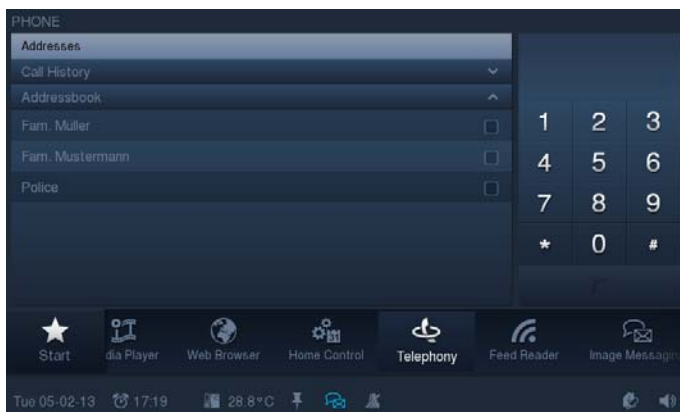 PHONE
Addresses
Call History
Addressbook
Fam. Müller
Fam. Mustermann
Police
1 2 3
4 5 6
7 8 9
* 0 #
Start dia Player Web Browser Home Control Telephony Feed Reader Image Messagin
Tue 05-02-13 17:19 28.8°C